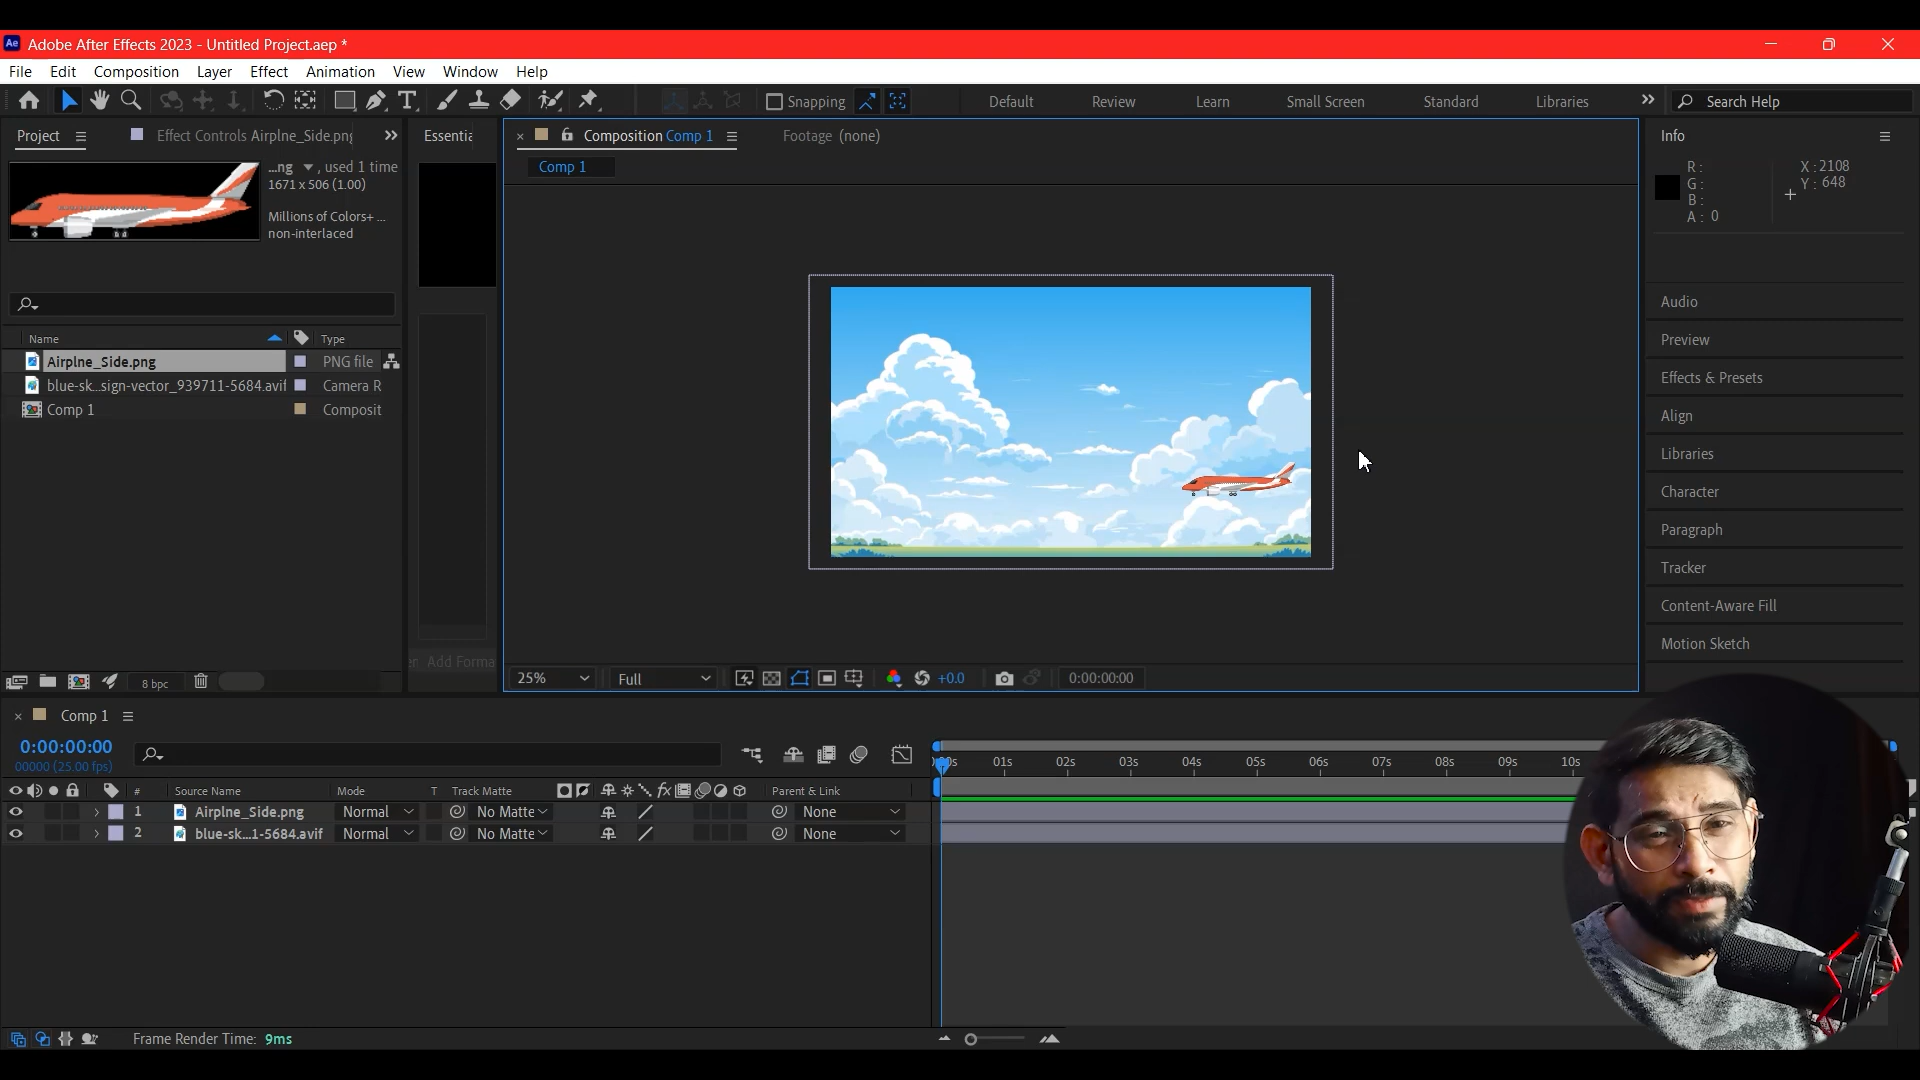 Ae Adobe After Effects 2023 - Untitled Project.aep *
File Edit Composition Layer Effect Animation View Window Help
Snapping Default Review Learn Small Screen Standard Libraries Search Help
Project Effect Controls Airplne_Side.png Essentia Composition Comp 1 Footage (none) Info
...ng , used 1 time
1671 x 506 (1.00)
Millions of Colors+ ...
non-interlaced
Comp 1
R :
G :
B :
A : 0
X : 2108
Y : 648
Name Type
Airplne_Side.png PNG file
blue-sk...sign-vector_939711-5684.avif Camera R
Comp 1 Composit
Audio
Preview
Effects & Presets
Align
Libraries
Character
Paragraph
Tracker
Content-Aware Fill
Motion Sketch
Add Forma
8 bpc
25% Full +0.0 0:00:00:00
Comp 1
0:00:00:00
00000 (25.00 fps)
01s 02s 03s 04s 05s 06s 07s 08s 09s 10s
# Source Name Mode T Track Matte fx Parent & Link
1 Airplne_Side.png Normal No Matte None
2 blue-sk...1-5684.avif Normal No Matte None
Frame Render Time: 9ms